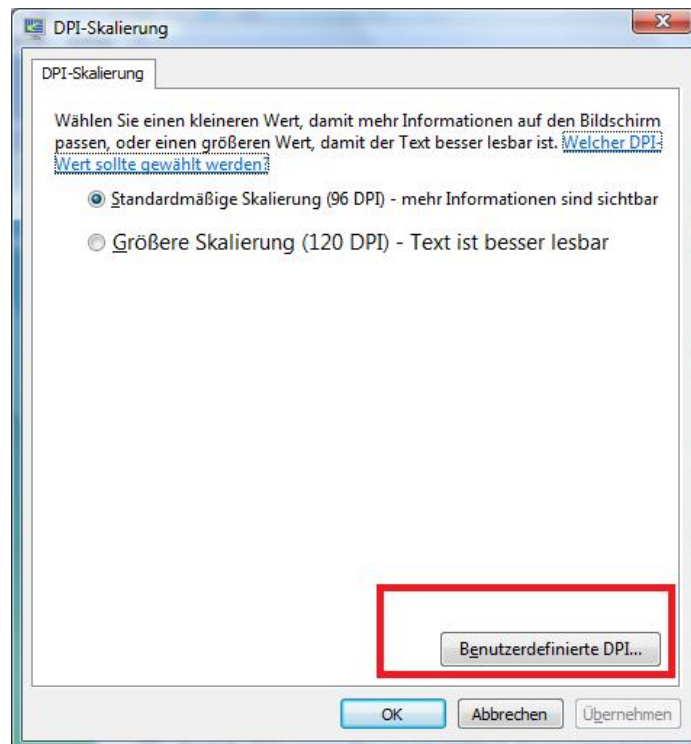 DPI-Skalierung
DPI-Skalierung
Wählen Sie einen kleineren Wert, damit mehr Informationen auf den Bildschirm
passen, oder einen größeren Wert, damit der Text besser lesbar ist. Welcher DPI-
Wert sollte gewählt werden?
Standardmäßige Skalierung (96 DPI) - mehr Informationen sind sichtbar
Größere Skalierung (120 DPI) - Text ist besser lesbar
Benutzerdefinierte DPI...
OK Abbrechen Übernehmen